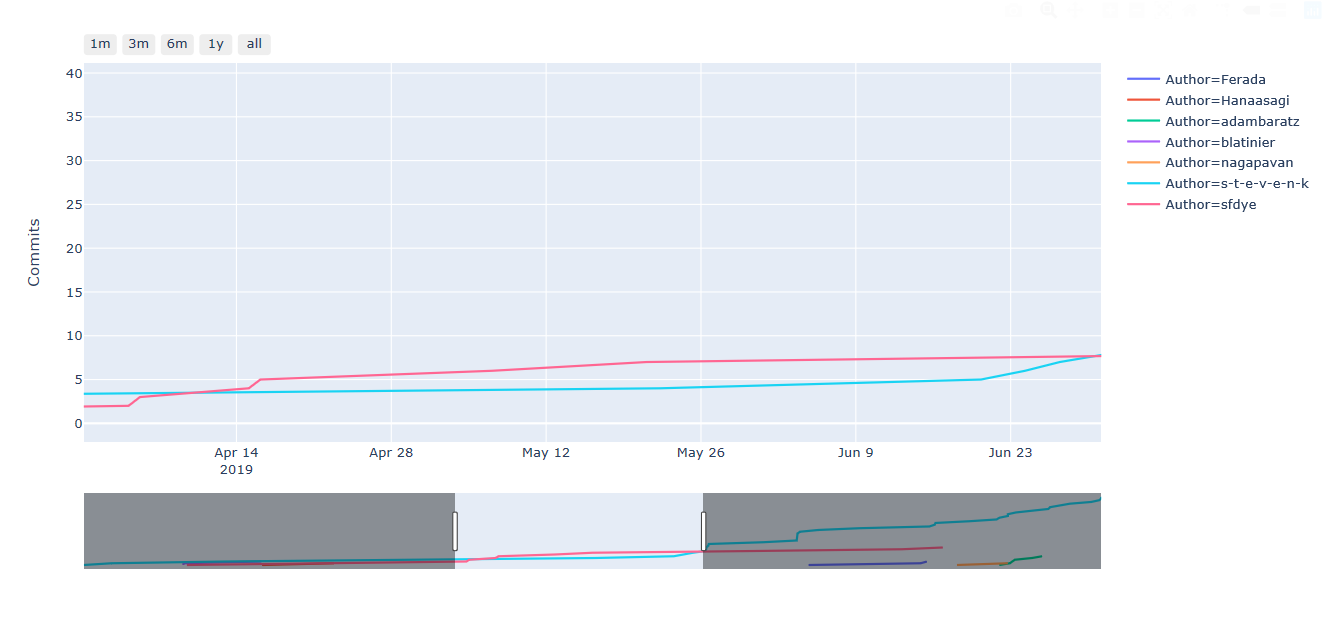 1m 3m 6m 1y all
40
35
30
25
20
15
10
5
0
Commits
Apr 14 Apr 28 May 12 May 26 Jun 9 Jun 23
2019
Author=Ferada
Author=Hanaasagi
Author=adambaratz
Author=blatinier
Author=nagapavan
Author=s-t-e-v-e-n-k
Author=sfdye